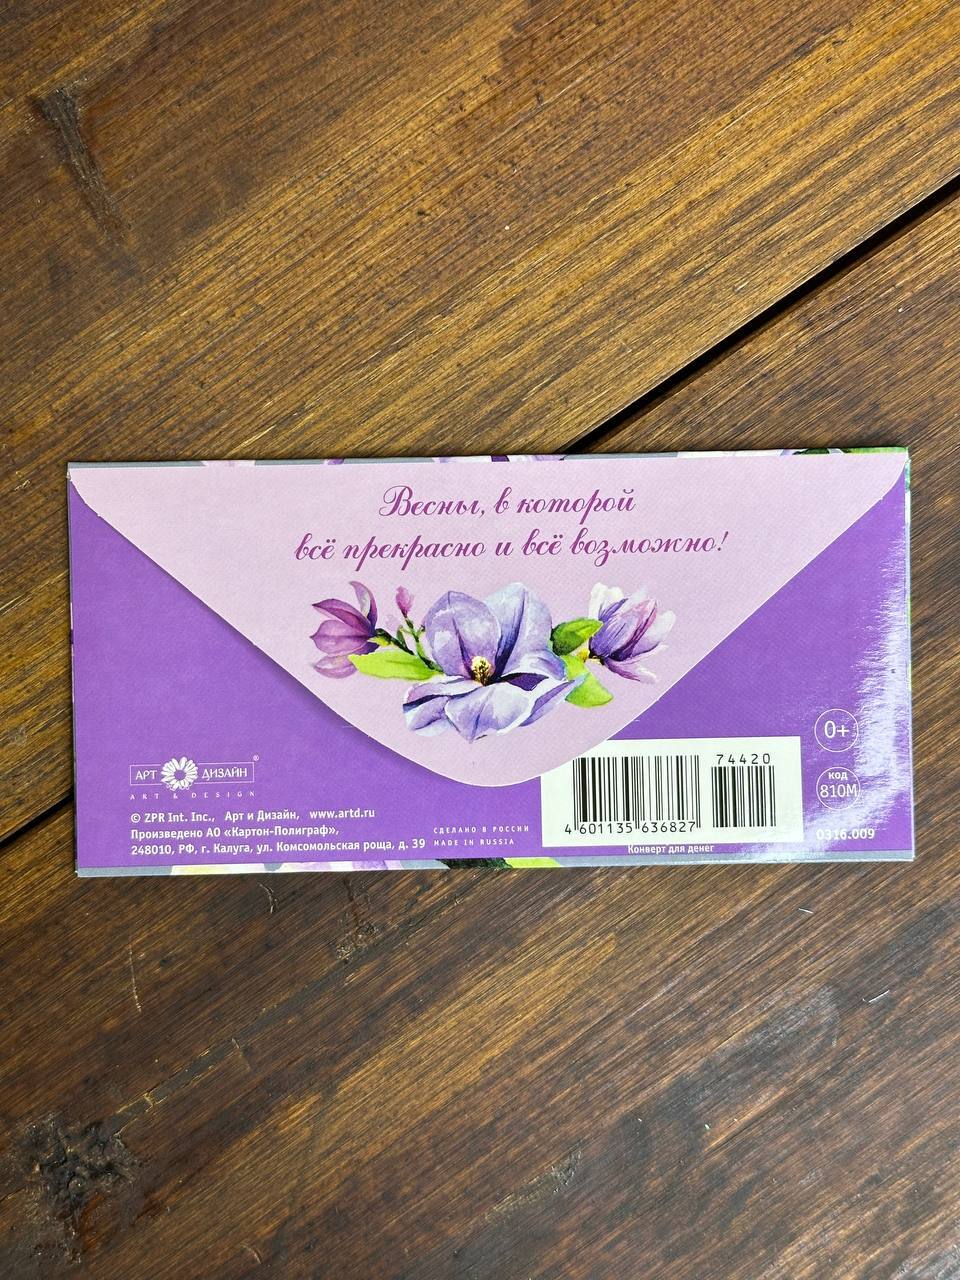 Весны, в которой
всё прекрасно и всё возможно!
АРТ ДИЗАЙН ®
ART & DESIGN
© ZPR Int. Inc., Арт и Дизайн, www.artd.ru
Произведено АО «Картон-Полиграф»,
248010, РФ, г. Калуга, ул. Комсомольская роща, д. 39
СДЕЛАНО В РОССИИ
MADE IN RUSSIA
74420
4 601135 636827
Конверт для денег
0+
код
810М
0316.009